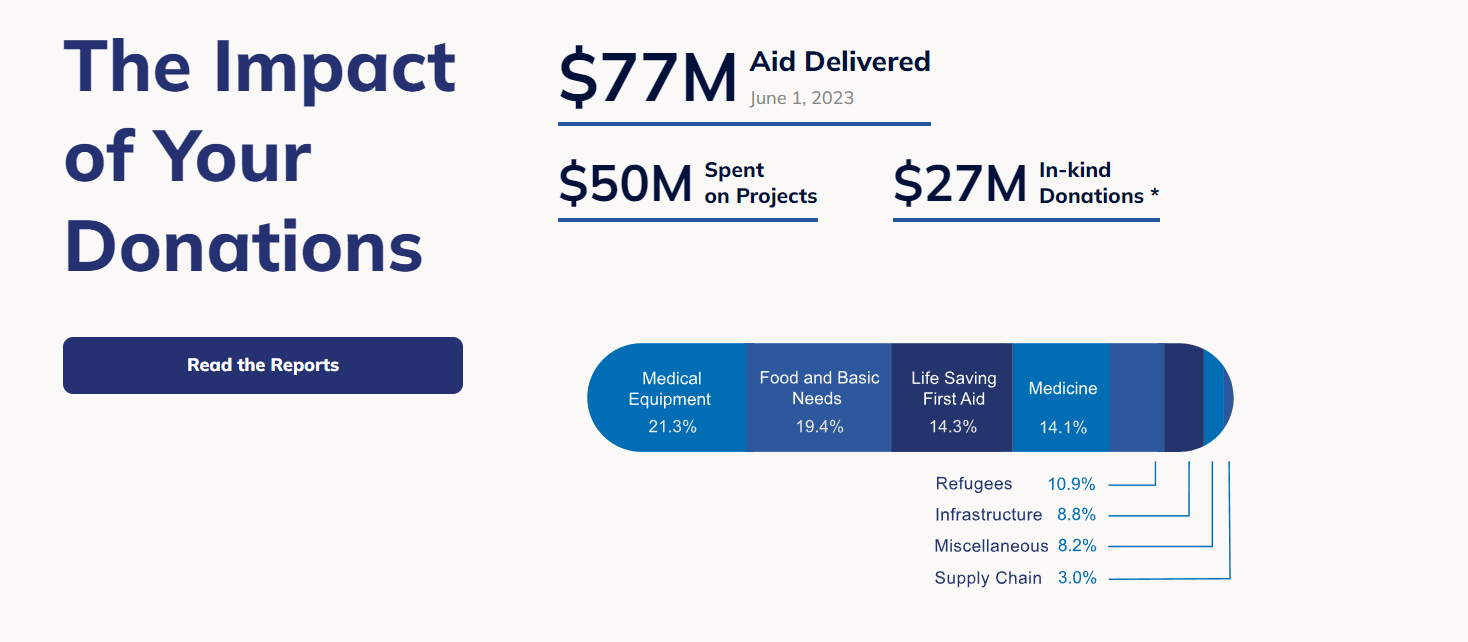 The Impact
of Your
Donations
Read the Reports
$77M Aid Delivered
June 1, 2023
$50M Spent
on Projects
$27M In-kind
Donations *
Medical
Equipment
21.3%
Food and Basic
Needs
19.4%
Life Saving
First Aid
14.3%
Medicine
14.1%
Refugees 10.9%
Infrastructure 8.8%
Miscellaneous 8.2%
Supply Chain 3.0%